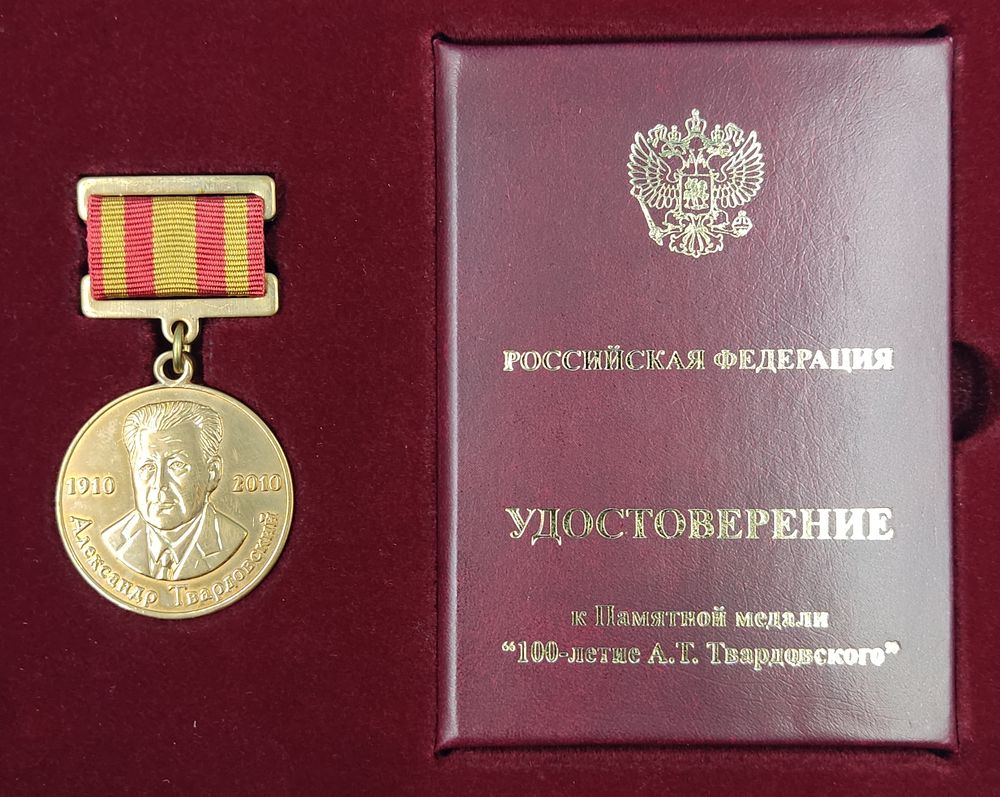 1910 2010
Александр Твардовский
РОССИЙСКАЯ ФЕДЕРАЦИЯ
УДОСТОВЕРЕНИЕ
к Памятной медали
“100-летие А.Т. Твардовского”